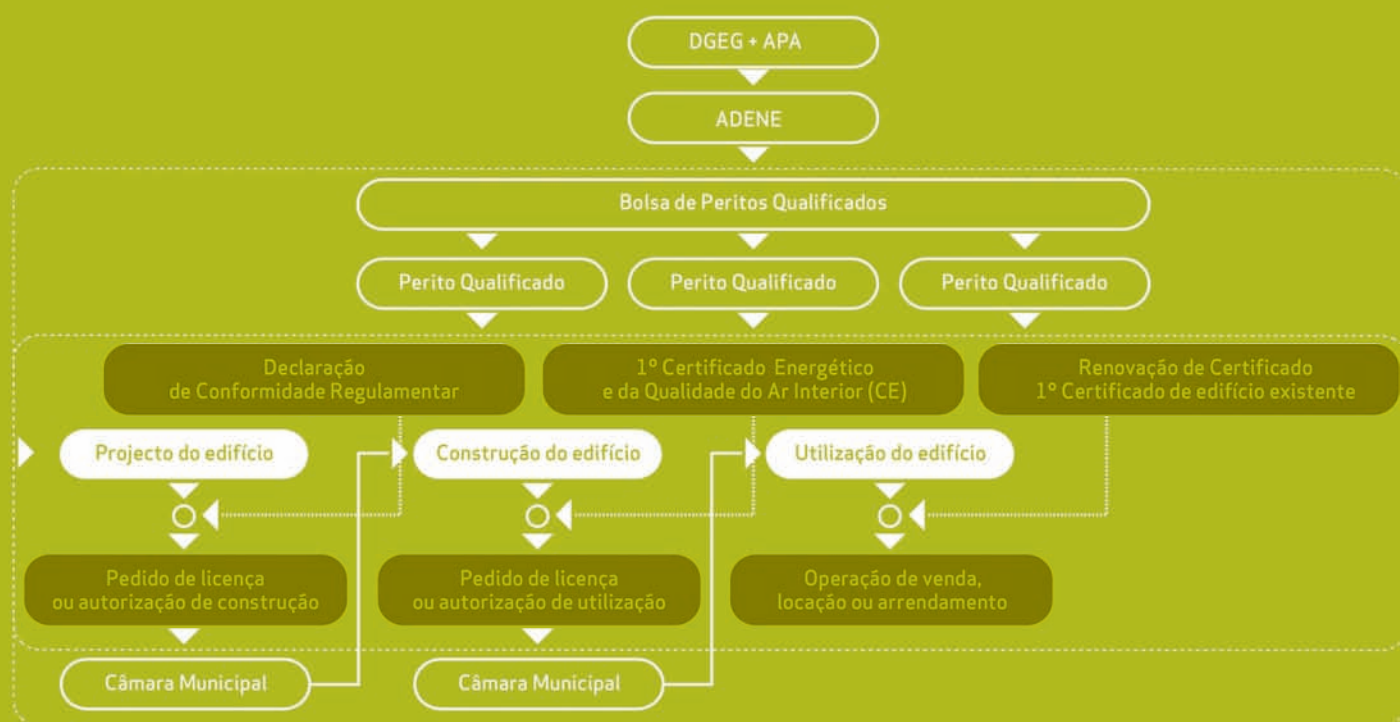 DGEG + APA
ADENE
Bolsa de Peritos Qualificados
Perito Qualificado
Perito Qualificado
Perito Qualificado
Declaração
de Conformidade Regulamentar
1º Certificado Energético
e da Qualidade do Ar Interior (CE)
Renovação de Certificado
1º Certificado de edifício existente
Projecto do edifício
Construção do edifício
Utilização do edifício
Pedido de licença
ou autorização de construção
Pedido de licença
ou autorização de utilização
Operação de venda,
locação ou arrendamento
Câmara Municipal
Câmara Municipal